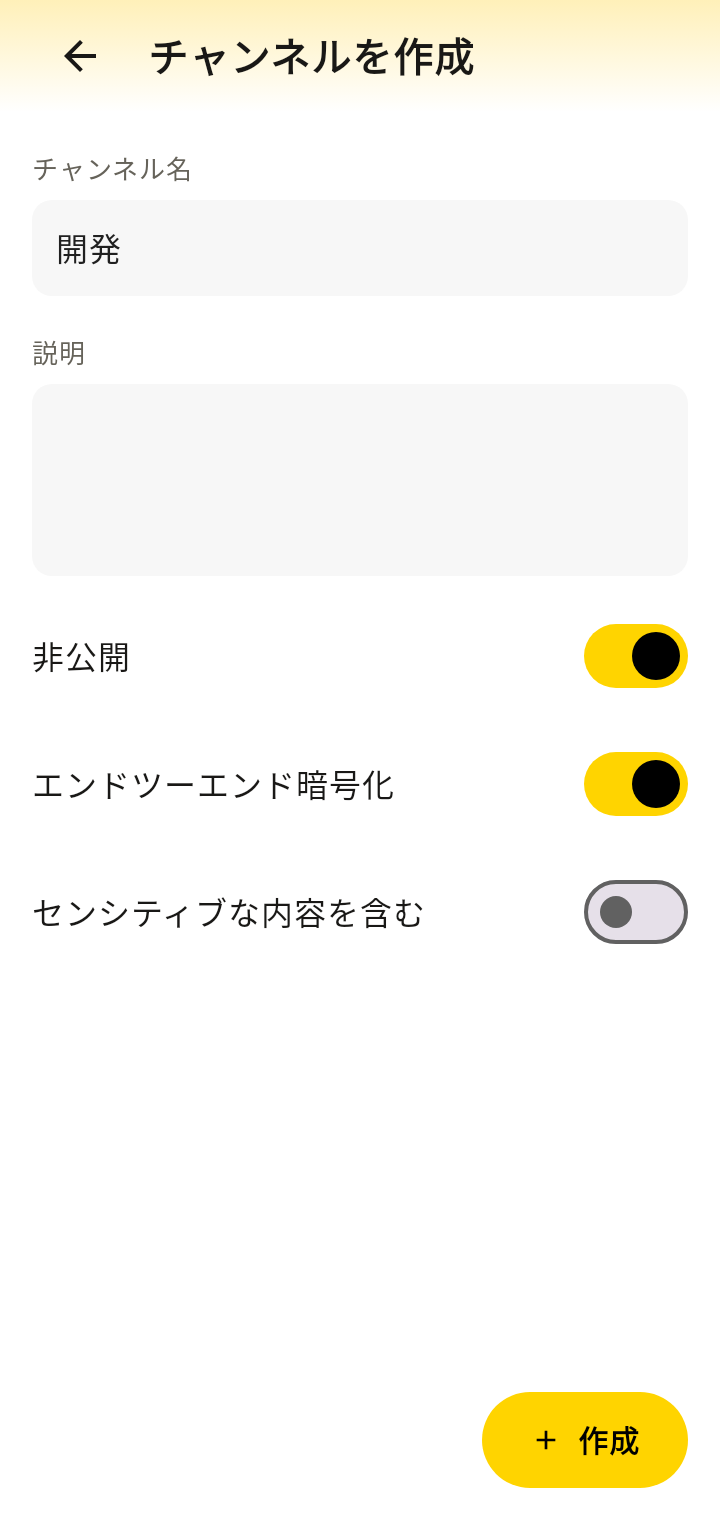 チャンネルを作成
チャンネル名
開発
説明
非公開
エンドツーエンド暗号化
センシティブな内容を含む
+ 作成